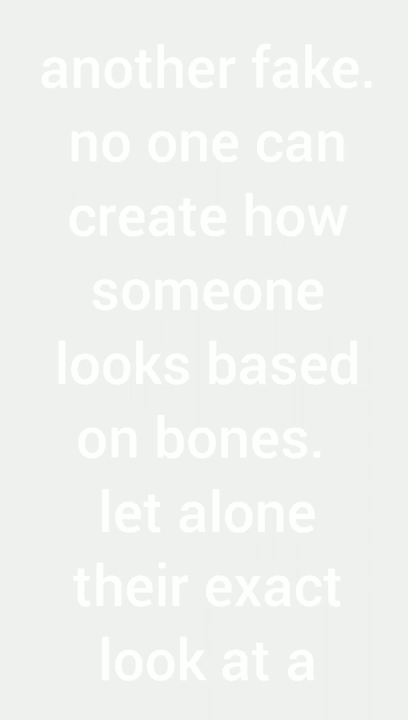 another fake.
no one can
create how
someone
looks based
on bones.
let alone
their exact
look at a